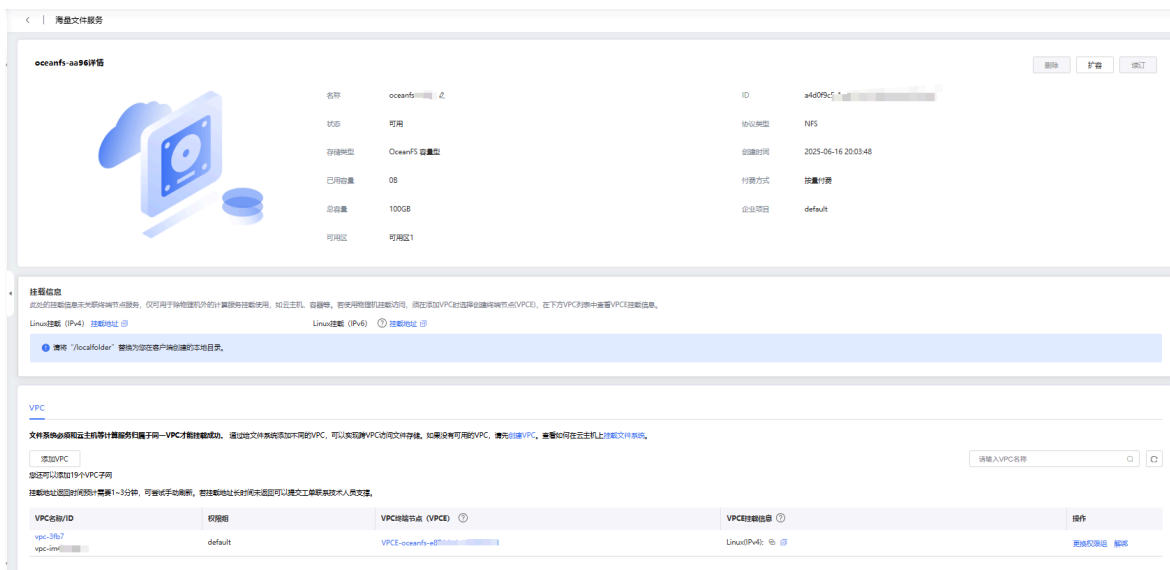 海量文件服务
oceanfs-aa96详情
删除 扩容 续订
名称 oceanfs ID a4d0f9c5
状态 可用 协议类型 NFS
存储类型 OceanFS 容量型 创建时间 2025-06-16 20:03:48
已用容量 0B 付费方式 按量付费
总容量 100GB 企业项目 default
可用区 可用区1
挂载信息
此处的挂载信息未关联终端节点服务，仅可用于除物理机外的计算服务挂载使用，如云主机、容器等。若使用物理机挂载访问，须在添加VPC时选择创建终端节点(VPCE)，在下方VPC列表中查看VPCE挂载信息。
Linux挂载（IPv4） 挂载地址 Linux挂载（IPv6） 挂载地址
请将“/localfolder”替换为您在客户端创建的本地目录。
VPC
文件系统必须和云主机等计算服务归属于同一VPC才能挂载成功。通过给文件系统添加不同的VPC，可以实现跨VPC访问文件存储。如果没有可用的VPC，请先创建VPC。查看如何在云主机上挂载文件系统。
添加VPC 请输入VPC名称
您还可以添加19个VPC子网
挂载地址返回时间预计需要1~3分钟，可尝试手动刷新。若挂载地址长时间未返回可以提交工单联系技术人员支撑。
VPC名称/ID 权限组 VPC终端节点（VPCE） VPCE挂载信息 操作
vpc-3fb7
vpc-im
default VPCE-oceanfs-e Linux(IPv4): 更换权限组 解绑